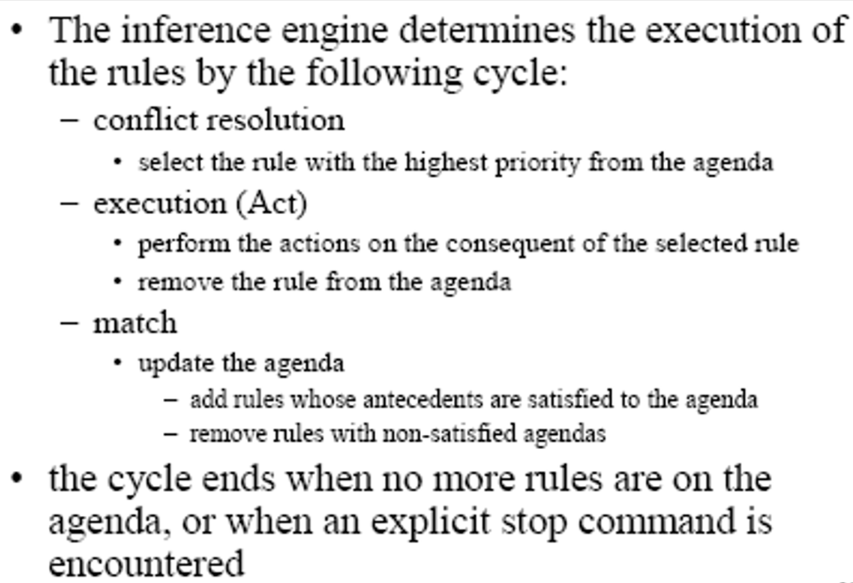 • The inference engine determines the execution of
the rules by the following cycle:
– conflict resolution
• select the rule with the highest priority from the agenda
– execution (Act)
• perform the actions on the consequent of the selected rule
• remove the rule from the agenda
– match
• update the agenda
– add rules whose antecedents are satisfied to the agenda
– remove rules with non-satisfied agendas
• the cycle ends when no more rules are on the
agenda, or when an explicit stop command is
encountered